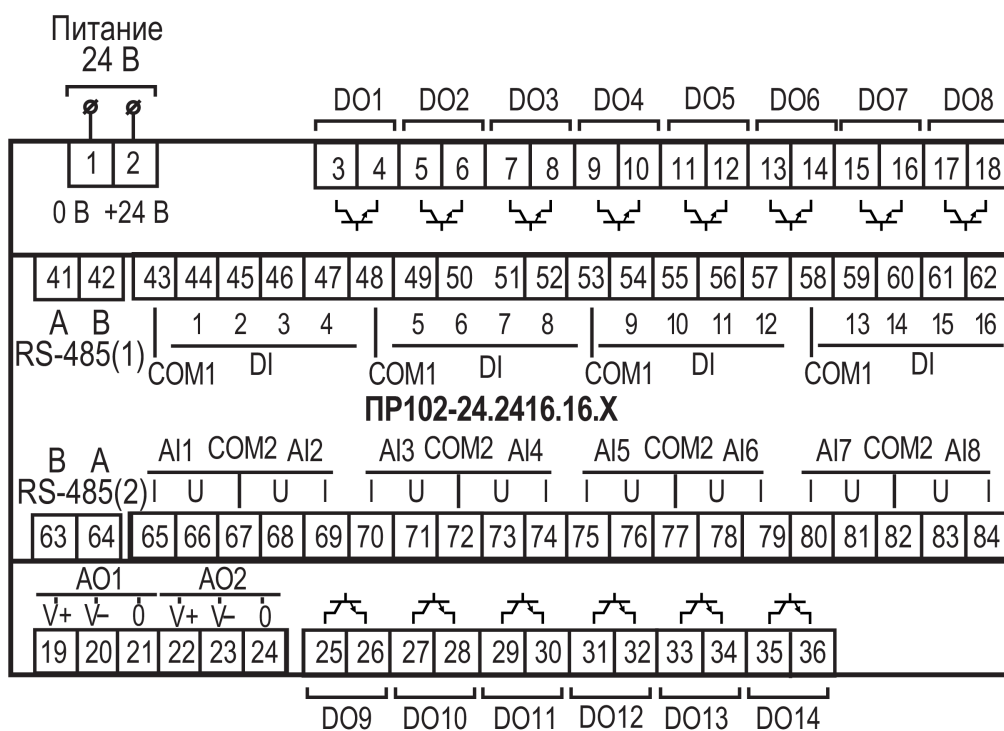 Питание
24 В
DO1 DO2 DO3 DO4 DO5 DO6 DO7 DO8
1 2 3 4 5 6 7 8 9 10 11 12 13 14 15 16 17 18
0 В +24 В
41 42 43 44 45 46 47 48 49 50 51 52 53 54 55 56 57 58 59 60 61 62
A B 1 2 3 4 5 6 7 8 9 10 11 12 13 14 15 16
RS-485(1) COM1 DI COM1 DI COM1 DI COM1 DI
ПР102-24.2416.16.X
B A AI1 COM2 AI2 AI3 COM2 AI4 AI5 COM2 AI6 AI7 COM2 AI8
RS-485(2) I U U I I U U I I U U I I U U I
63 64 65 66 67 68 69 70 71 72 73 74 75 76 77 78 79 80 81 82 83 84
AO1 AO2
V+ V– 0 V+ V– 0
19 20 21 22 23 24 25 26 27 28 29 30 31 32 33 34 35 36
DO9 DO10 DO11 DO12 DO13 DO14